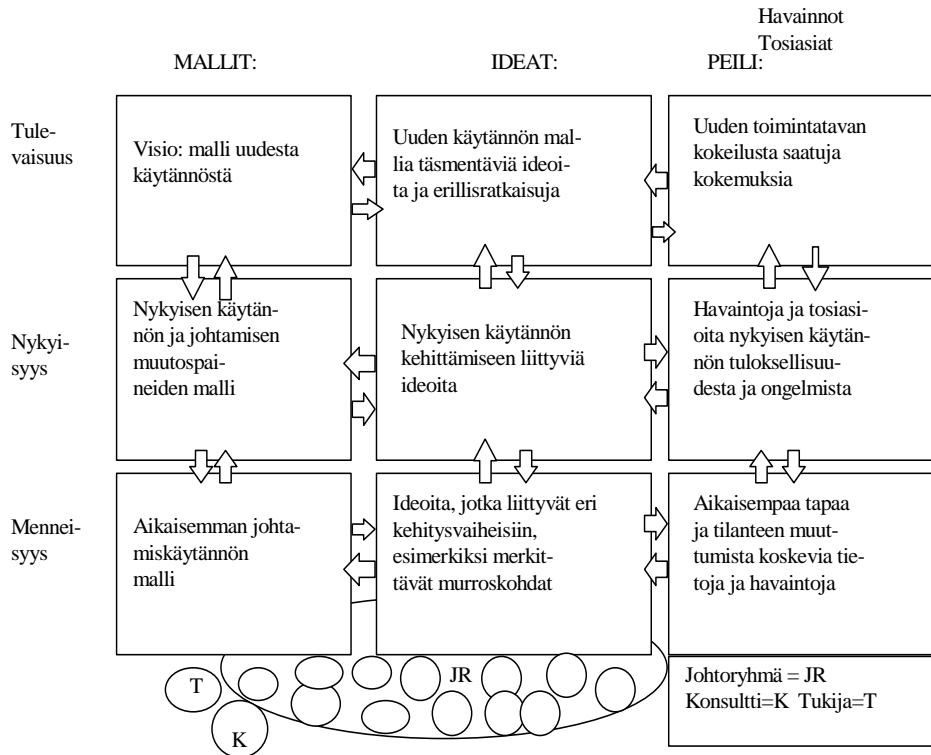 Havainnot
Tosiasiat
MALLIT:
IDEAT:
PEILI:
Tule-
vaisuus
Visio: malli uudesta
käytännöstä
Uuden käytännön mal-
lia täsmentäviä ideoi-
ta ja erillisratkaisuja
Uuden toimintatavan
kokeilusta saatuja
kokemuksia
Nykyi-
syys
Nykyisen käytän-
nön ja johtamisen
muutospai-
neiden malli
Nykyisen käytännön
kehittämiseen liittyviä
ideoita
Havaintoja ja tosiasi-
oita nykyisen käytän-
nön tuloksellisuu-
desta ja ongelmista
Mennei-
syys
Aikaisemman johta-
miskäytännön
malli
Ideoita, jotka liittyvät eri
kehitysvaiheisiin,
esimerkiksi merkit-
tävät murroskohdat
Aikaisempaa tapaa
ja tilanteen muut-
tumista koskevia tie-
toja ja havaintoja
T
JR
K
Johtoryhmä = JR
Konsultti=K Tukija=T